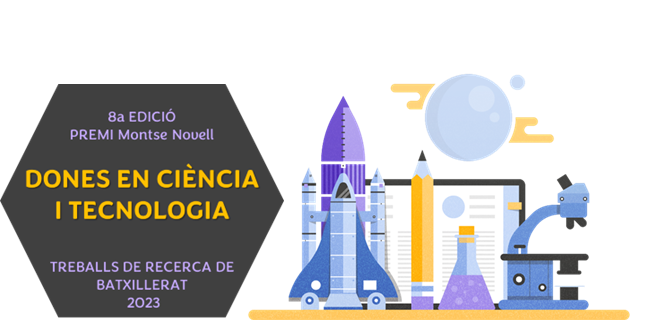 8a EDICIÓ
PREMI Montse Novell
DONES EN CIÈNCIA
I TECNOLOGIA
TREBALLS DE RECERCA DE
BATXILLERAT
2023